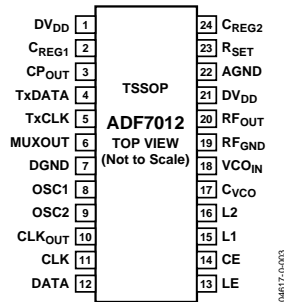 DVDD 1
CREG1 2
CPOUT 3
TxDATA 4
TxCLK 5
MUXOUT 6
DGND 7
OSC1 8
OSC2 9
CLKOUT 10
CLK 11
DATA 12
TSSOP
ADF7012
TOP VIEW
(Not to Scale)
24 CREG2
23 RSET
22 AGND
21 DVDD
20 RFOUT
19 RFGND
18 VCOIN
17 CVCO
16 L2
15 L1
14 CE
13 LE
04617-0-003